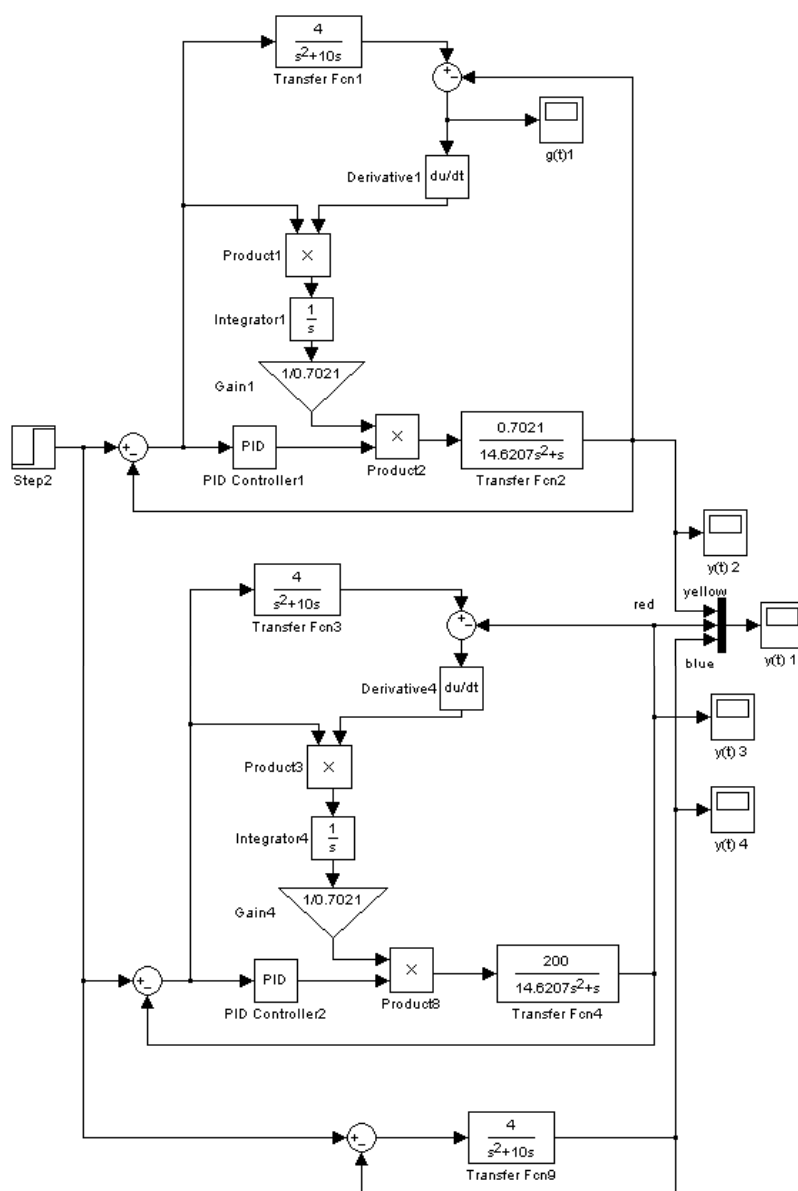 4
s²+10s
Transfer Fcn1
+
-
g(t)1
Derivative1
du/dt
Product1
×
Integrator1
1
s
1/0.7021
Gain1
Step2
+
-
PID
PID Controller1
×
Product2
0.7021
14.6207s²+s
Transfer Fcn2
y(t) 2
4
s²+10s
Transfer Fcn3
+
-
red
yellow
blue
y(t) 1
Derivative4
du/dt
Product3
×
y(t) 3
Integrator4
1
s
y(t) 4
1/0.7021
Gain4
+
-
PID
PID Controller2
×
Product8
200
14.6207s²+s
Transfer Fcn4
+
-
4
s²+10s
Transfer Fcn9